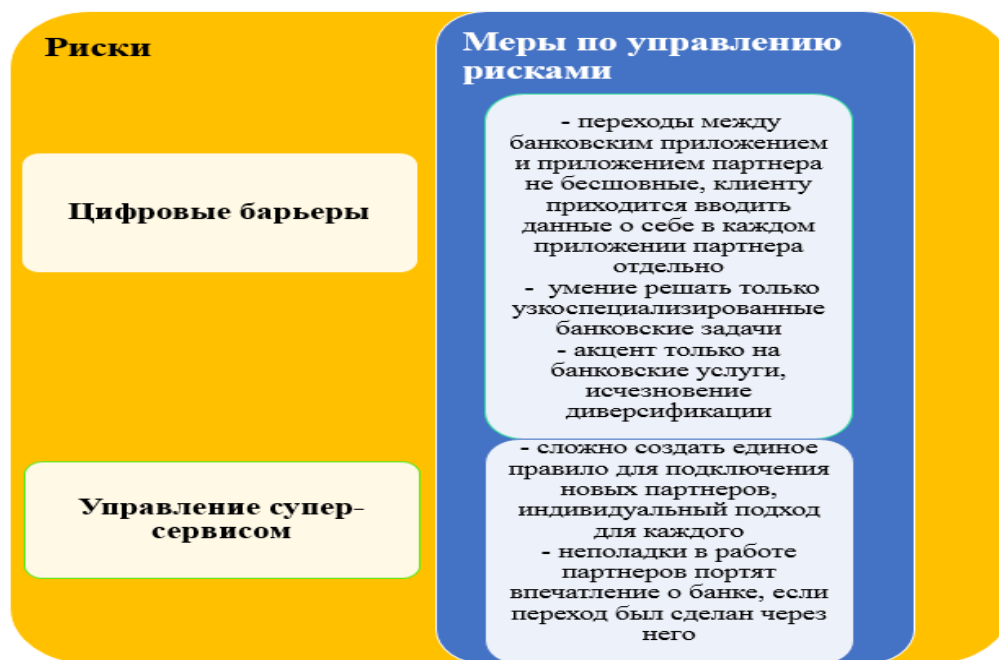 Риски
Меры по управлению
рисками
Цифровые барьеры
- переходы между
банковским приложением
и приложением партнера
не бесшовные, клиенту
приходится вводить
данные о себе в каждом
приложении партнера
отдельно
- умение решать только
узкоспециализированные
банковские задачи
- акцент только на
банковские услуги,
исчезновение
диверсификации
Управление супер-
сервисом
- сложно создать единое
правило для подключения
новых партнеров,
индивидуальный подход
для каждого
- неполадки в работе
партнеров портят
впечатление о банке, если
переход был сделан через
него